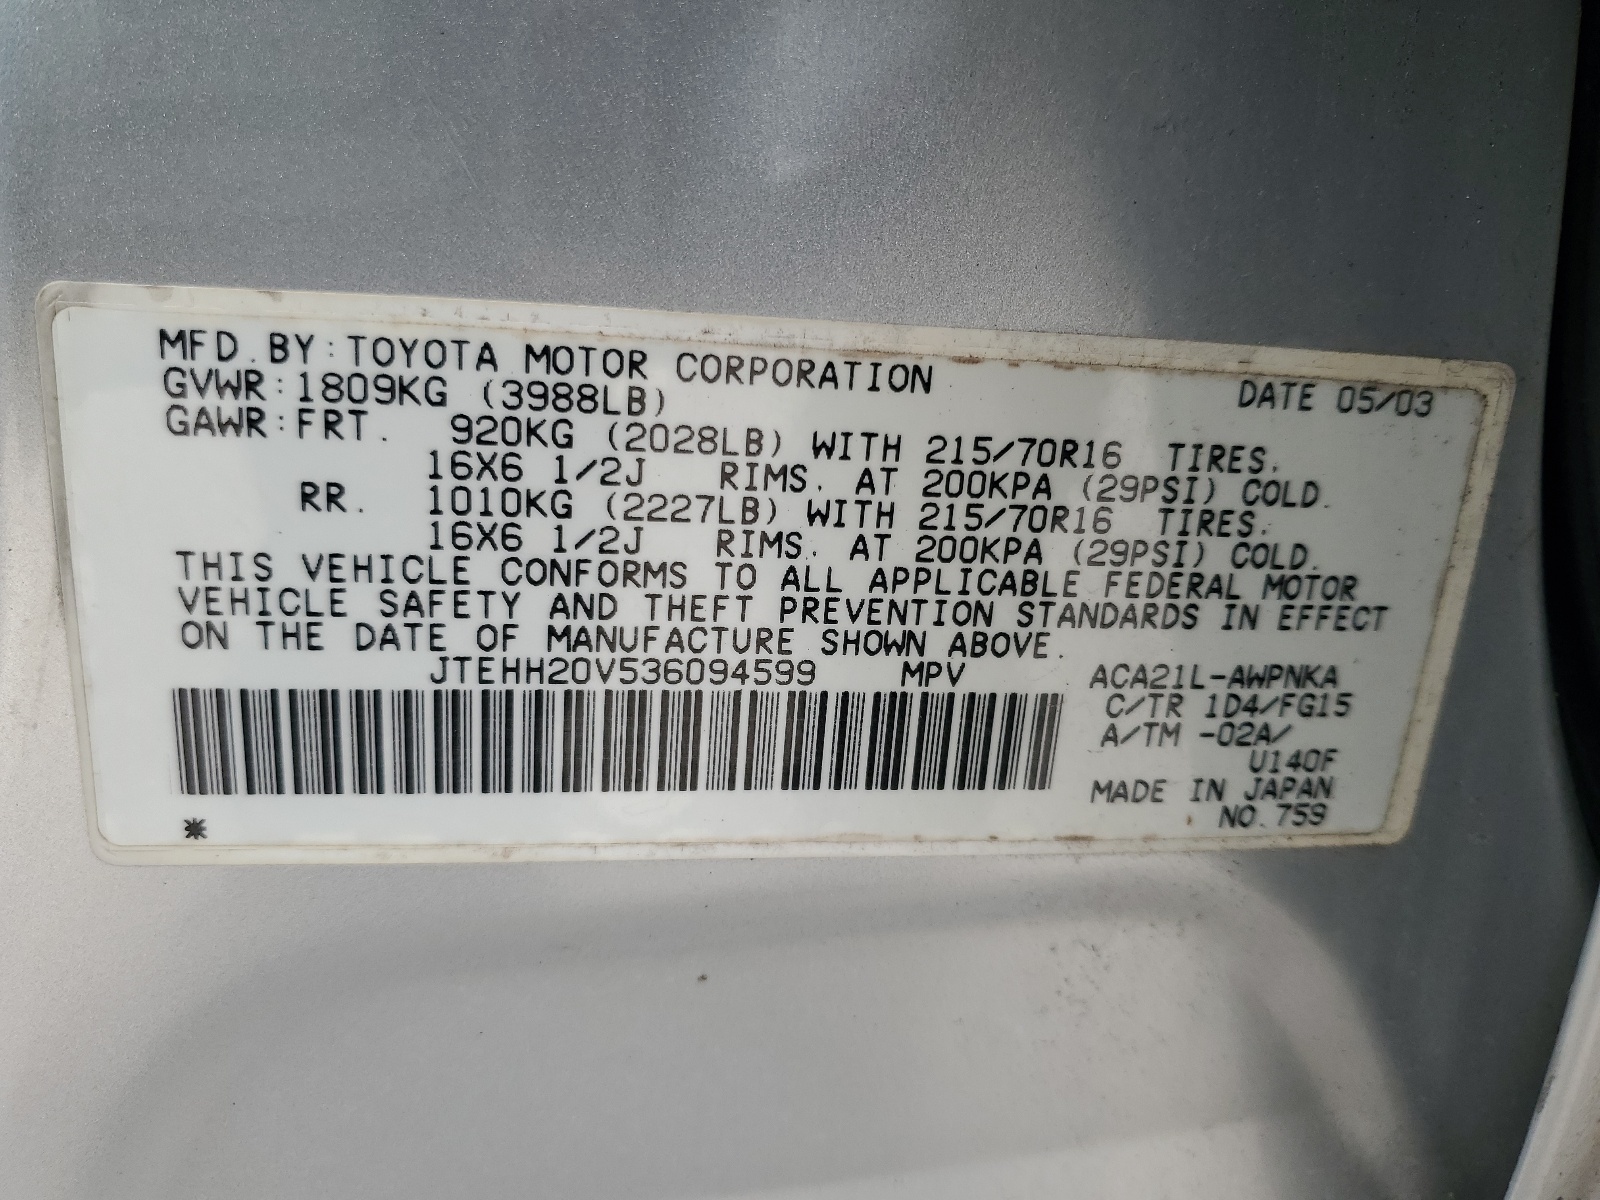 MFD. BY: TOYOTA MOTOR CORPORATION DATE 05/03
GVWR: 1809KG (3988LB)
GAWR: FRT. 920KG (2028LB) WITH 215/70R16 TIRES.
16X6 1/2J RIMS. AT 200KPA (29PSI) COLD.
RR. 1010KG (2227LB) WITH 215/70R16 TIRES.
16X6 1/2J RIMS. AT 200KPA (29PSI) COLD.
THIS VEHICLE CONFORMS TO ALL APPLICABLE FEDERAL MOTOR
VEHICLE SAFETY AND THEFT PREVENTION STANDARDS IN EFFECT
ON THE DATE OF MANUFACTURE SHOWN ABOVE.
JTEHH20V536094599 MPV ACA21L-AWPNKA
C/TR 1D4/FG15
A/TM -02A/
U140F
MADE IN JAPAN
NO. 759
*